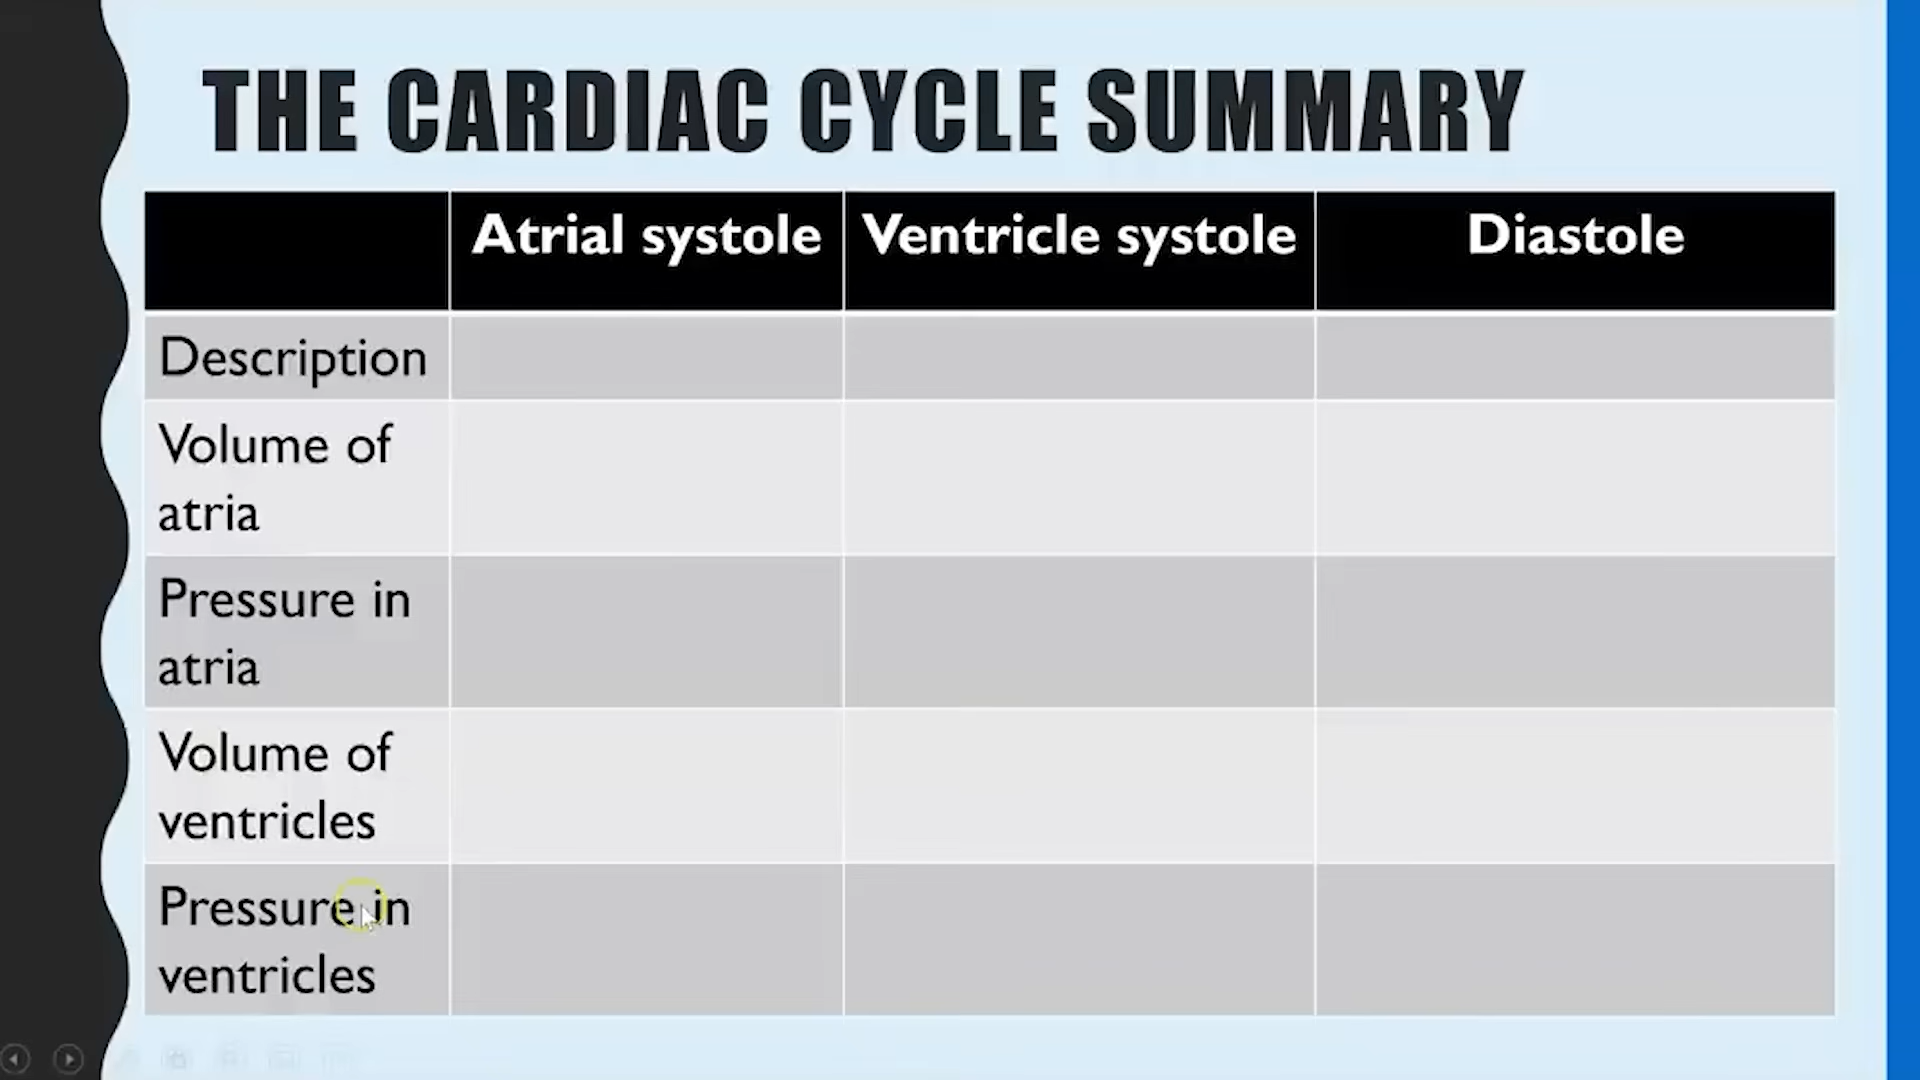 THE CARDIAC CYCLE SUMMARY
Atrial systole Ventricle systole Diastole
Description
Volume of
atria
Pressure in
atria
Volume of
ventricles
Pressure in
ventricles